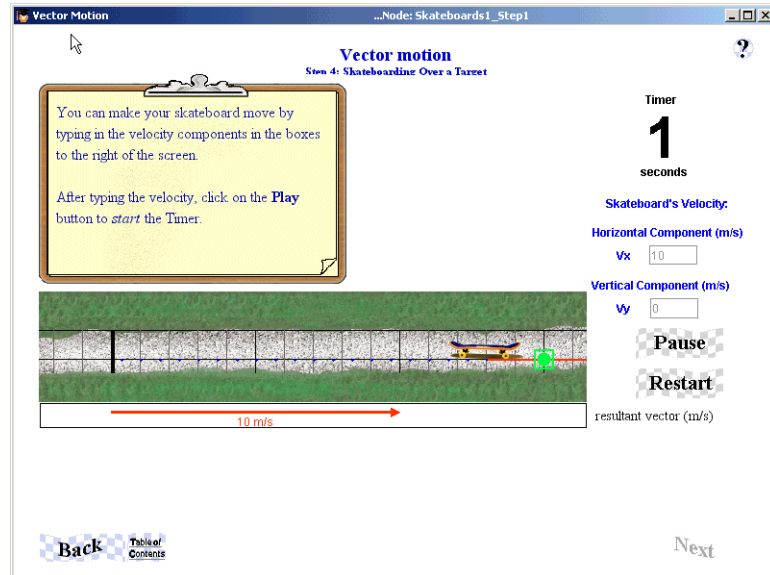 Vector Motion
...Node: Skateboards1_Step1
Vector motion
Step 4: Skateboarding Over a Target
?
You can make your skateboard move by
typing in the velocity components in the boxes
to the right of the screen.
After typing the velocity, click on the Play
button to start the Timer.
Timer
1
seconds
Skateboard's Velocity:
Horizontal Component (m/s)
Vx 10
Vertical Component (m/s)
Vy 0
Pause
Restart
10 m/s
resultant vector (m/s)
Back
Table of
Contents
Next